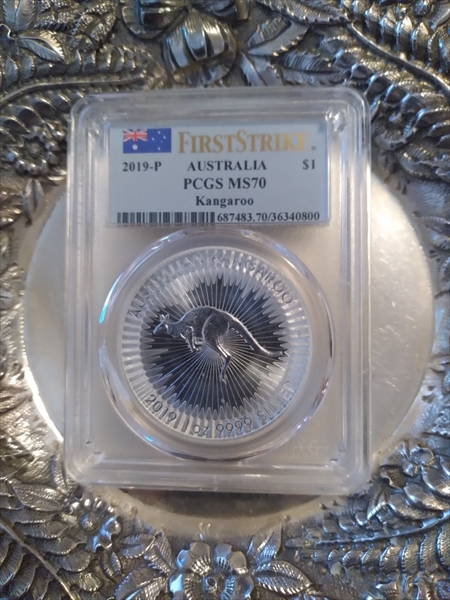 FIRSTSTRIKE®
2019-P AUSTRALIA $1
PCGS MS70
Kangaroo
687483.70/36340800
AUSTRALIAN KANGAROO
2019 1 OZ 9999 SILVER